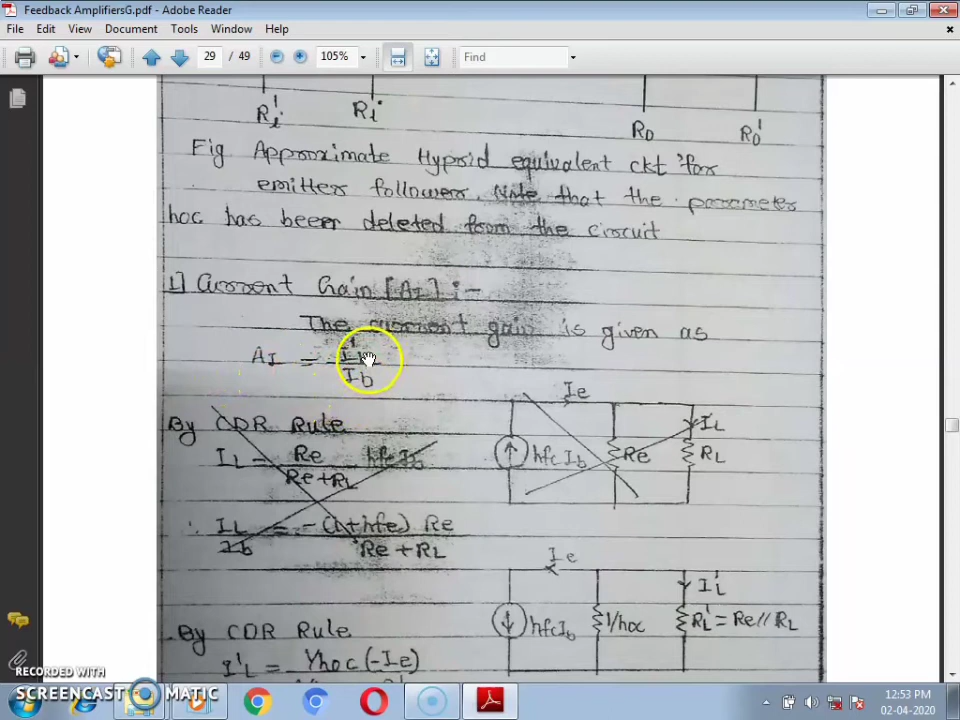 Feedback AmplifiersG.pdf - Adobe Reader
File Edit View Document Tools Window Help
29 / 49 105% Find
Ri' Ri Ro Ro'
Fig Approximate Hybrid equivalent ckt for
emitter follower. Note that the parameter
hoc has been deleted from the circuit
1] Current Gain [AI] :-
The current gain is given as
AI = I'L
Ib
Ie
By CDR Rule
IL
IL = Re hfc Ib
Re+RL
hfc Ib Re RL
∴ IL = -(1+hfe) Re
Ib Re + RL
Ie
I'L
hfc Ib 1/hoc RL' = Re // RL
By CDR Rule
I'L = 1/hoc (-Ie)
RECORDED WITH
SCREENCAST MATIC
12:53 PM
02-04-2020